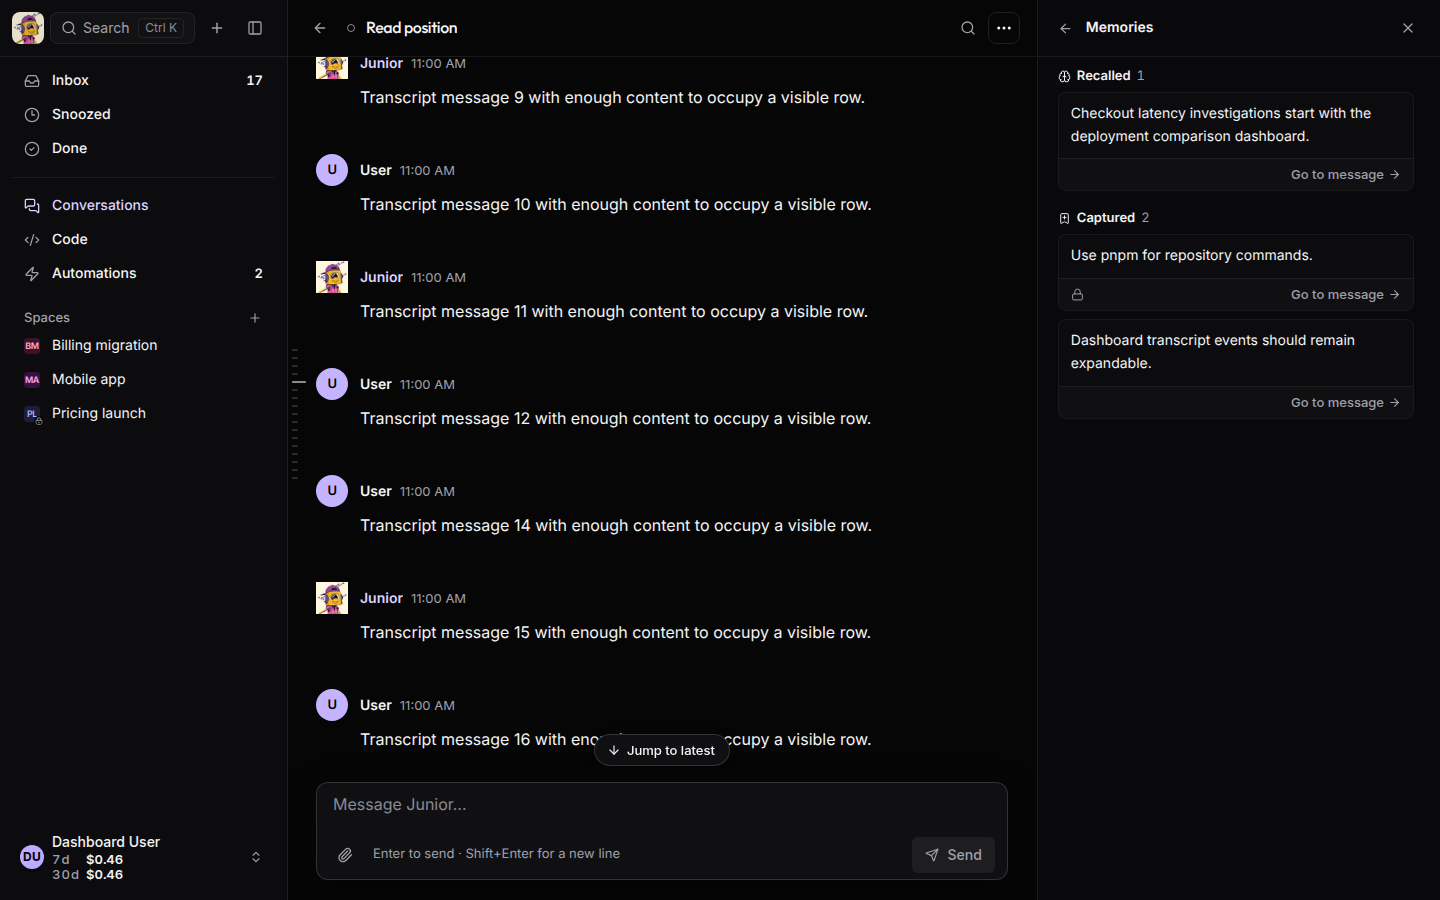 Search Ctrl K
Inbox 17
Snoozed
Done
Conversations
Code
Automations 2
Spaces
BM Billing migration
MA Mobile app
PL Pricing launch
DU Dashboard User
7d $0.46
30d $0.46
Read position
Junior 11:00 AM
Transcript message 9 with enough content to occupy a visible row.
U User 11:00 AM
Transcript message 10 with enough content to occupy a visible row.
Junior 11:00 AM
Transcript message 11 with enough content to occupy a visible row.
U User 11:00 AM
Transcript message 12 with enough content to occupy a visible row.
U User 11:00 AM
Transcript message 14 with enough content to occupy a visible row.
Junior 11:00 AM
Transcript message 15 with enough content to occupy a visible row.
U User 11:00 AM
Transcript message 16 with ccupy a visible row.
Jump to latest
Message Junior...
Enter to send · Shift+Enter for a new line
Send
Memories
Recalled 1
Checkout latency investigations start with the
deployment comparison dashboard.
Go to message
Captured 2
Use pnpm for repository commands.
Go to message
Dashboard transcript events should remain
expandable.
Go to message